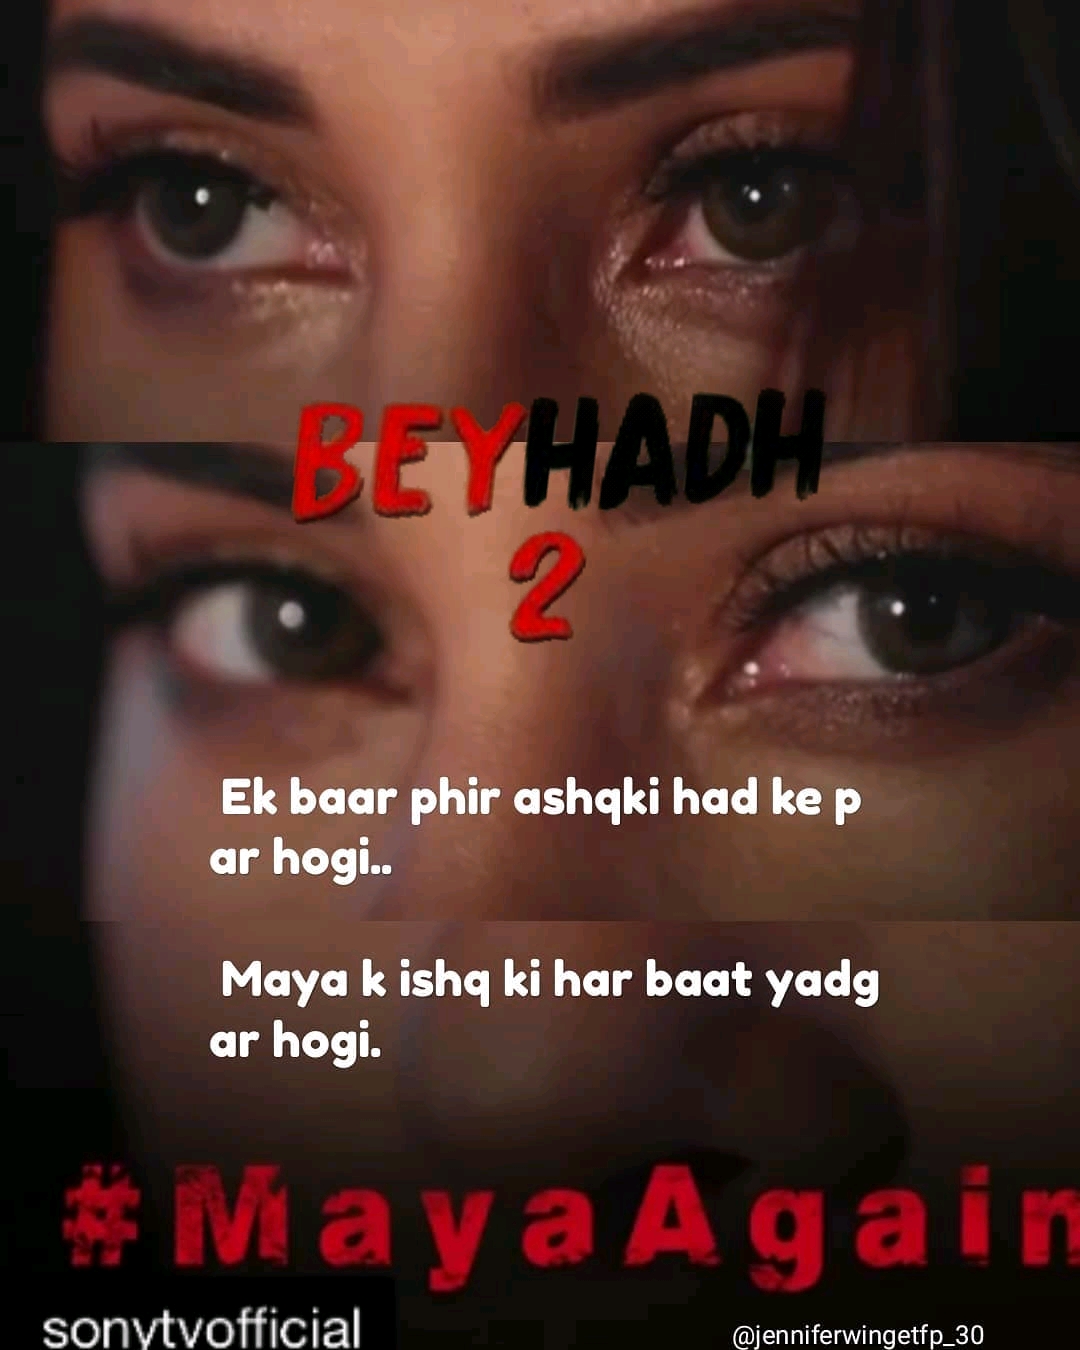 BEYHADH
2
Ek baar phir ashqki had ke p
ar hogi..
Maya k ishq ki har baat yadg
ar hogi.
#MayaAgain
sonytvofficial
@jenniferwingetfp_30